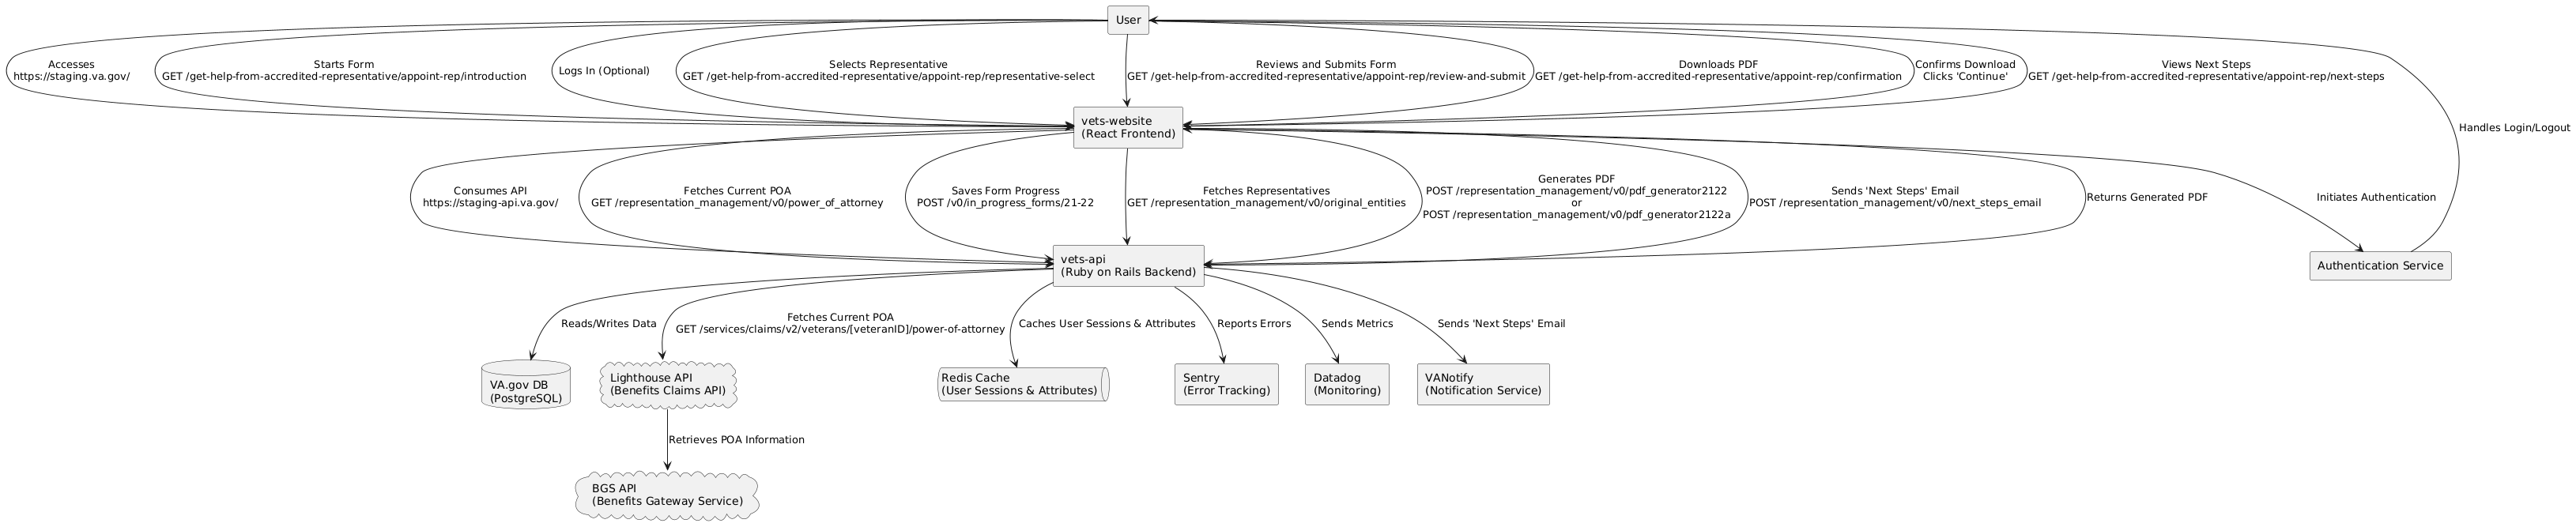 User
Accesses
https://staging.va.gov/
Starts Form
GET /get-help-from-accredited-representative/appoint-rep/introduction
Logs In (Optional)
Selects Representative
GET /get-help-from-accredited-representative/appoint-rep/representative-select
Reviews and Submits Form
GET /get-help-from-accredited-representative/appoint-rep/review-and-submit
Downloads PDF
GET /get-help-from-accredited-representative/appoint-rep/confirmation
Confirms Download
Clicks 'Continue'
Views Next Steps
GET /get-help-from-accredited-representative/appoint-rep/next-steps
Handles Login/Logout
vets-website
(React Frontend)
Consumes API
https://staging-api.va.gov/
Fetches Current POA
GET /representation_management/v0/power_of_attorney
Saves Form Progress
POST /v0/in_progress_forms/21-22
Fetches Representatives
GET /representation_management/v0/original_entities
Generates PDF
POST /representation_management/v0/pdf_generator2122
or
POST /representation_management/v0/pdf_generator2122a
Sends 'Next Steps' Email
POST /representation_management/v0/next_steps_email
Returns Generated PDF
Initiates Authentication
vets-api
(Ruby on Rails Backend)
Authentication Service
Reads/Writes Data
Fetches Current POA
GET /services/claims/v2/veterans/[veteranID]/power-of-attorney
Caches User Sessions & Attributes
Reports Errors
Sends Metrics
Sends 'Next Steps' Email
VA.gov DB
(PostgreSQL)
Lighthouse API
(Benefits Claims API)
Redis Cache
(User Sessions & Attributes)
Sentry
(Error Tracking)
Datadog
(Monitoring)
VANotify
(Notification Service)
Retrieves POA Information
BGS API
(Benefits Gateway Service)